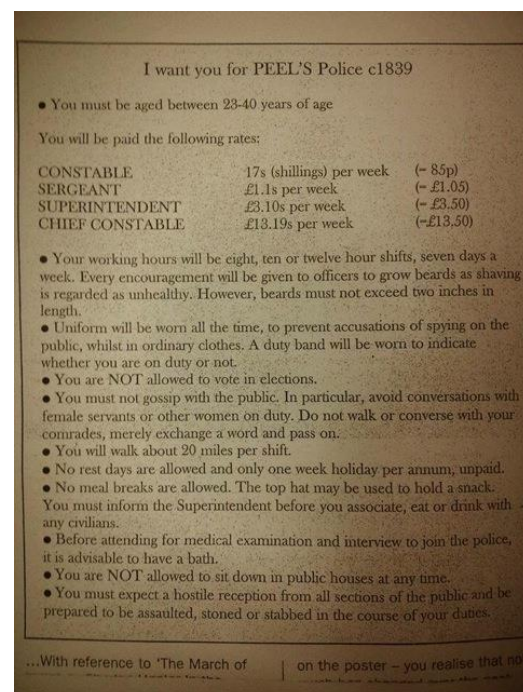 I want you for PEEL'S Police c1839
• You must be aged between 23-40 years of age
You will be paid the following rates:
CONSTABLE 17s (shillings) per week (= 85p)
SERGEANT £1.1s per week (= £1.05)
SUPERINTENDENT £3.10s per week (= £3.50)
CHIEF CONSTABLE £13.19s per week (=£13.50)
• Your working hours will be eight, ten or twelve hour shifts, seven days a
week. Every encouragement will be given to officers to grow beards as shaving
is regarded as unhealthy. However, beards must not exceed two inches in
length.
• Uniform will be worn all the time, to prevent accusations of spying on the
public, whilst in ordinary clothes. A duty band will be worn to indicate
whether you are on duty or not.
• You are NOT allowed to vote in elections.
• You must not gossip with the public. In particular, avoid conversations with
female servants or other women on duty. Do not walk or converse with your
comrades, merely exchange a word and pass on.
• You will walk about 20 miles per shift.
• No rest days are allowed and only one week holiday per annum, unpaid.
• No meal breaks are allowed. The top hat may be used to hold a snack.
You must inform the Superintendent before you associate, eat or drink with
any civilians.
• Before attending for medical examination and interview to join the police,
it is advisable to have a bath.
• You are NOT allowed to sit down in public houses at any time.
• You must expect a hostile reception from all sections of the public and be
prepared to be assaulted, stoned or stabbed in the course of your duties.
...With reference to 'The March of
on the poster – you realise that